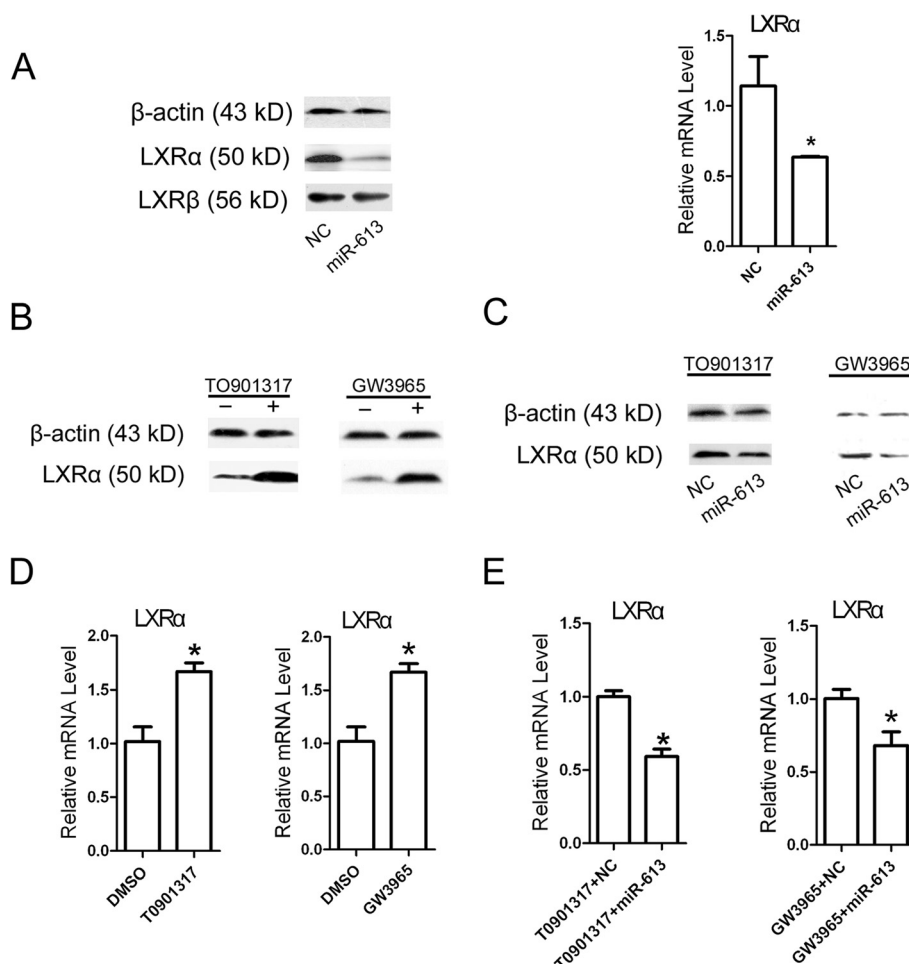 A
β-actin (43 kD)
LXRα (50 kD)
LXRβ (56 kD)
NC
miR-613
LXRα
Relative mRNA Level
1.5
1.0
0.5
0.0
*
NC
miR-613
B
TO901317
GW3965
– +
– +
β-actin (43 kD)
LXRα (50 kD)
C
TO901317
GW3965
β-actin (43 kD)
LXRα (50 kD)
NC
miR-613
NC
miR-613
D
LXRα
Relative mRNA Level
2.0
1.5
1.0
0.5
0.0
*
DMSO
T0901317
LXRα
Relative mRNA Level
2.0
1.5
1.0
0.5
0.0
*
DMSO
GW3965
E
LXRα
Relative mRNA Level
1.5
1.0
0.5
0.0
*
T0901317+NC
T0901317+miR-613
LXRα
Relative mRNA Level
1.5
1.0
0.5
0.0
*
GW3965+NC
GW3965+miR-613